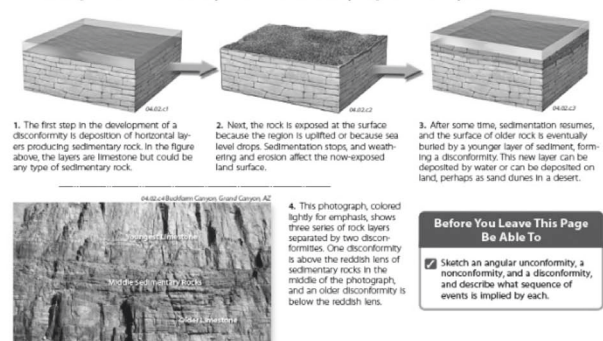 04.02.c1
04.02.c2
04.02.c3
1. The first step in the development of a
disconformity is deposition of horizontal lay-
ers producing sedimentary rock. In the figure
above, the layers are limestone but could be
any type of sedimentary rock.
2. Next, the rock is exposed at the surface
because the region is uplifted or because sea
level drops. Sedimentation stops, and weath-
ering and erosion affect the now-exposed
land surface.
3. After some time, sedimentation resumes,
and the surface of older rock is eventually
buried by a younger layer of sediment, form-
ing a disconformity. This new layer can be
deposited by water or can be deposited on
land, perhaps as sand dunes in a desert.
04.02.c4 Buckfarm Canyon, Grand Canyon, AZ
Youngest Limestone
Middle Sedimentary Rocks
Older Limestone
4. This photograph, colored
lightly for emphasis, shows
three series of rock layers
separated by two discon-
formities. One disconformity
is above the reddish lens of
sedimentary rocks in the
middle of the photograph,
and an older disconformity is
below the reddish lens.
Before You Leave This Page
Be Able To
Sketch an angular unconformity, a
nonconformity, and a disconformity,
and describe what sequence of
events is implied by each.